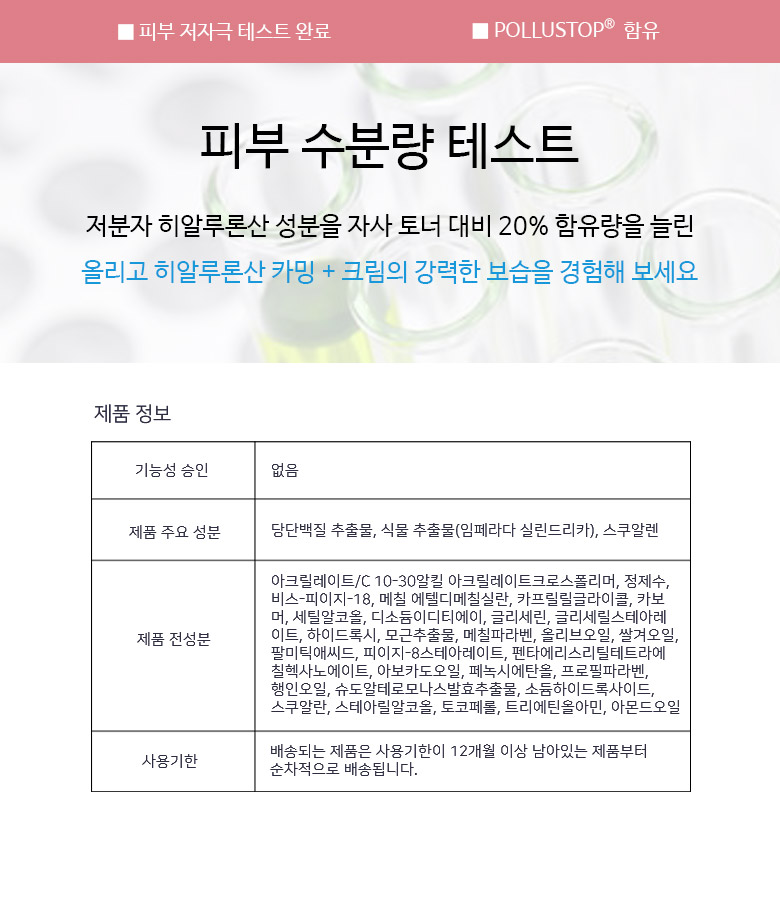 ■ 피부 저자극 테스트 완료
■ POLLUSTOP® 함유
피부 수분량 테스트
저분자 히알루론산 성분을 자사 토너 대비 20% 함유량을 늘린
올리고 히알루론산 카밍 + 크림의 강력한 보습을 경험해 보세요
제품 정보
기능성 승인
없음
제품 주요 성분
당단백질 추출물, 식물 추출물(임페라다 실린드리카), 스쿠알렌
제품 전성분
아크릴레이트/C 10-30알킬 아크릴레이트크로스폴리머, 정제수,
비스-피이지-18, 메칠 에텔디메칠실란, 카프릴릴글라이콜, 카보
머, 세틸알코올, 디소듐이디티에이, 글리세린, 글리세릴스테아레
이트, 하이드록시, 모근추출물, 메칠파라벤, 올리브오일, 쌀겨오일,
팔미틱애씨드, 피이지-8스테아레이트, 펜타에리스리틸테트라에
칠헥사노에이트, 아보카도오일, 페녹시에탄올, 프로필파라벤,
행인오일, 슈도알테로모나스발효추출물, 소듐하이드록사이드,
스쿠알란, 스테아릴알코올, 토코페롤, 트리에틴올아민, 아몬드오일
사용기한
배송되는 제품은 사용기한이 12개월 이상 남아있는 제품부터
순차적으로 배송됩니다.